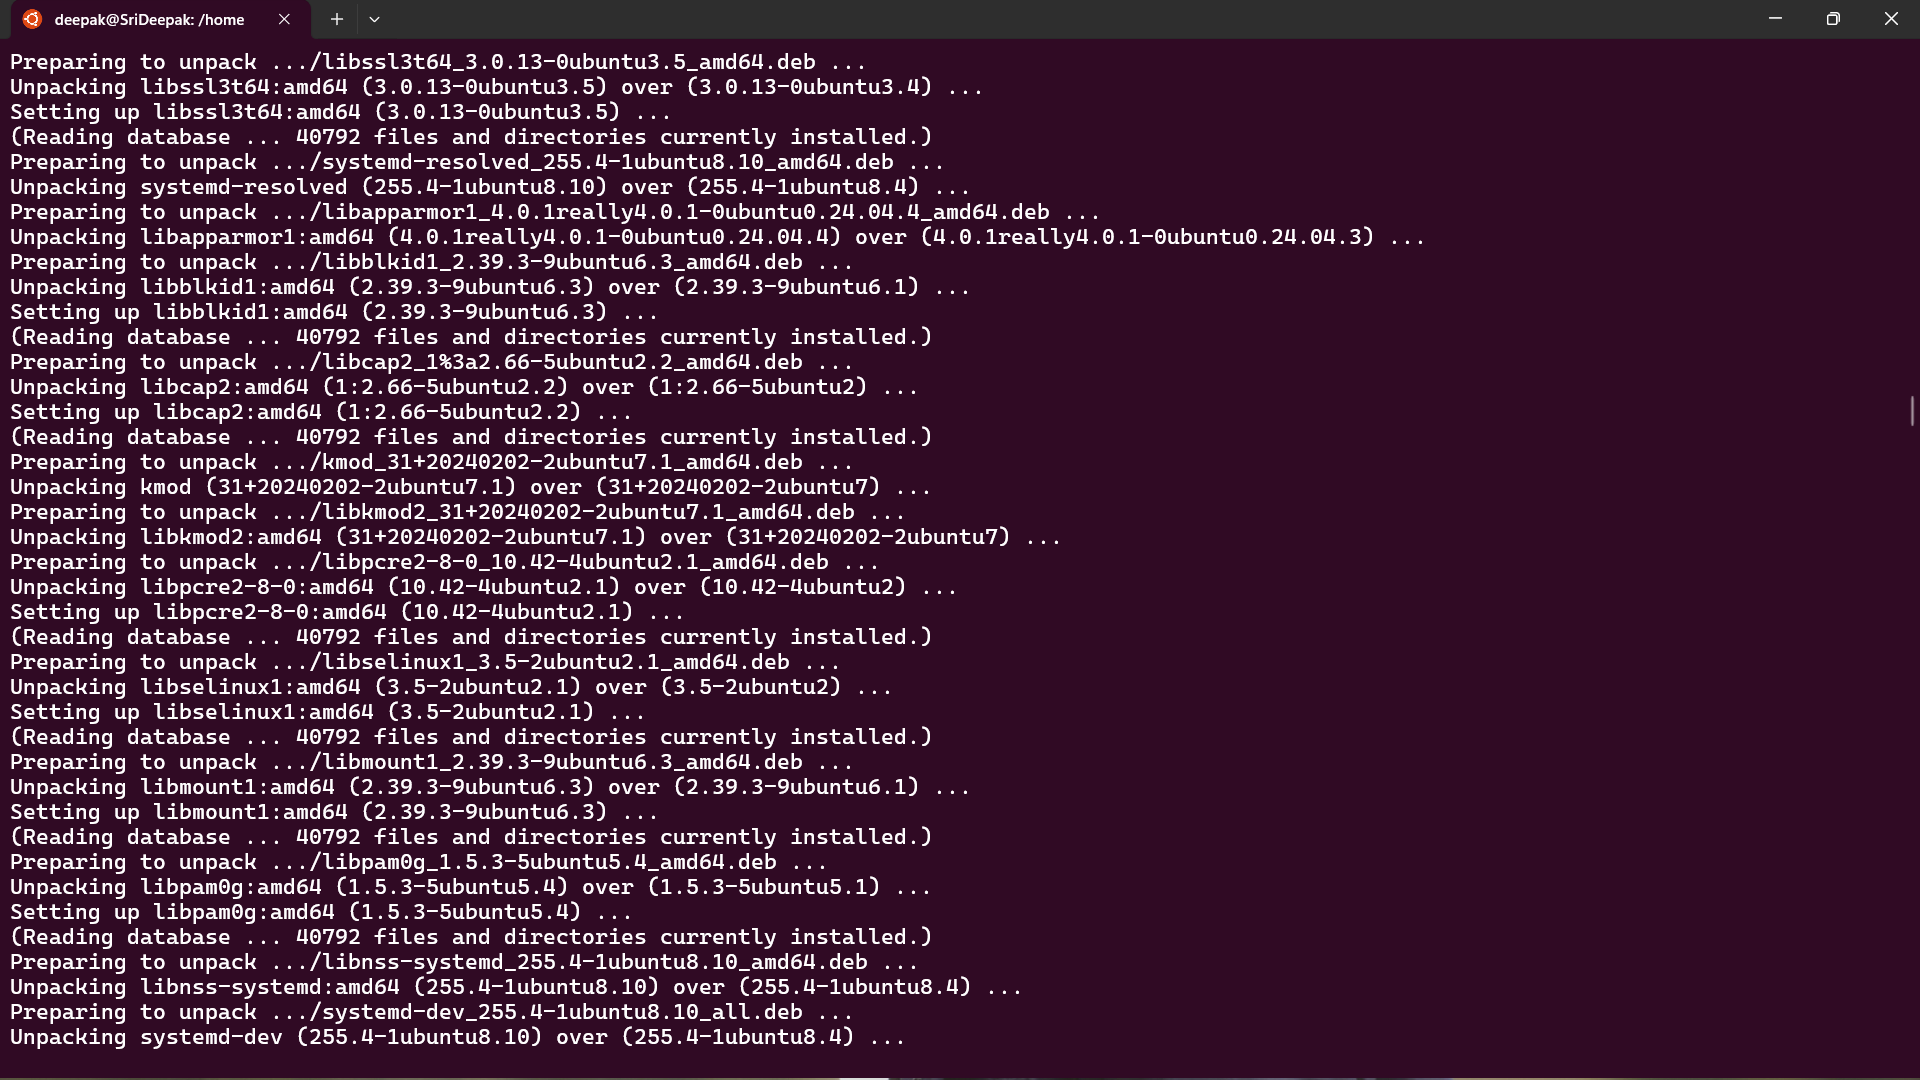 deepak@SriDeepak: /home
Preparing to unpack .../libssl3t64_3.0.13-0ubuntu3.5_amd64.deb ...
Unpacking libssl3t64:amd64 (3.0.13-0ubuntu3.5) over (3.0.13-0ubuntu3.4) ...
Setting up libssl3t64:amd64 (3.0.13-0ubuntu3.5) ...
(Reading database ... 40792 files and directories currently installed.)
Preparing to unpack .../systemd-resolved_255.4-1ubuntu8.10_amd64.deb ...
Unpacking systemd-resolved (255.4-1ubuntu8.10) over (255.4-1ubuntu8.4) ...
Preparing to unpack .../libapparmor1_4.0.1really4.0.1-0ubuntu0.24.04.4_amd64.deb ...
Unpacking libapparmor1:amd64 (4.0.1really4.0.1-0ubuntu0.24.04.4) over (4.0.1really4.0.1-0ubuntu0.24.04.3) ...
Preparing to unpack .../libblkid1_2.39.3-9ubuntu6.3_amd64.deb ...
Unpacking libblkid1:amd64 (2.39.3-9ubuntu6.3) over (2.39.3-9ubuntu6.1) ...
Setting up libblkid1:amd64 (2.39.3-9ubuntu6.3) ...
(Reading database ... 40792 files and directories currently installed.)
Preparing to unpack .../libcap2_1%3a2.66-5ubuntu2.2_amd64.deb ...
Unpacking libcap2:amd64 (1:2.66-5ubuntu2.2) over (1:2.66-5ubuntu2) ...
Setting up libcap2:amd64 (1:2.66-5ubuntu2.2) ...
(Reading database ... 40792 files and directories currently installed.)
Preparing to unpack .../kmod_31+20240202-2ubuntu7.1_amd64.deb ...
Unpacking kmod (31+20240202-2ubuntu7.1) over (31+20240202-2ubuntu7) ...
Preparing to unpack .../libkmod2_31+20240202-2ubuntu7.1_amd64.deb ...
Unpacking libkmod2:amd64 (31+20240202-2ubuntu7.1) over (31+20240202-2ubuntu7) ...
Preparing to unpack .../libpcre2-8-0_10.42-4ubuntu2.1_amd64.deb ...
Unpacking libpcre2-8-0:amd64 (10.42-4ubuntu2.1) over (10.42-4ubuntu2) ...
Setting up libpcre2-8-0:amd64 (10.42-4ubuntu2.1) ...
(Reading database ... 40792 files and directories currently installed.)
Preparing to unpack .../libselinux1_3.5-2ubuntu2.1_amd64.deb ...
Unpacking libselinux1:amd64 (3.5-2ubuntu2.1) over (3.5-2ubuntu2) ...
Setting up libselinux1:amd64 (3.5-2ubuntu2.1) ...
(Reading database ... 40792 files and directories currently installed.)
Preparing to unpack .../libmount1_2.39.3-9ubuntu6.3_amd64.deb ...
Unpacking libmount1:amd64 (2.39.3-9ubuntu6.3) over (2.39.3-9ubuntu6.1) ...
Setting up libmount1:amd64 (2.39.3-9ubuntu6.3) ...
(Reading database ... 40792 files and directories currently installed.)
Preparing to unpack .../libpam0g_1.5.3-5ubuntu5.4_amd64.deb ...
Unpacking libpam0g:amd64 (1.5.3-5ubuntu5.4) over (1.5.3-5ubuntu5.1) ...
Setting up libpam0g:amd64 (1.5.3-5ubuntu5.4) ...
(Reading database ... 40792 files and directories currently installed.)
Preparing to unpack .../libnss-systemd_255.4-1ubuntu8.10_amd64.deb ...
Unpacking libnss-systemd:amd64 (255.4-1ubuntu8.10) over (255.4-1ubuntu8.4) ...
Preparing to unpack .../systemd-dev_255.4-1ubuntu8.10_all.deb ...
Unpacking systemd-dev (255.4-1ubuntu8.10) over (255.4-1ubuntu8.4) ...